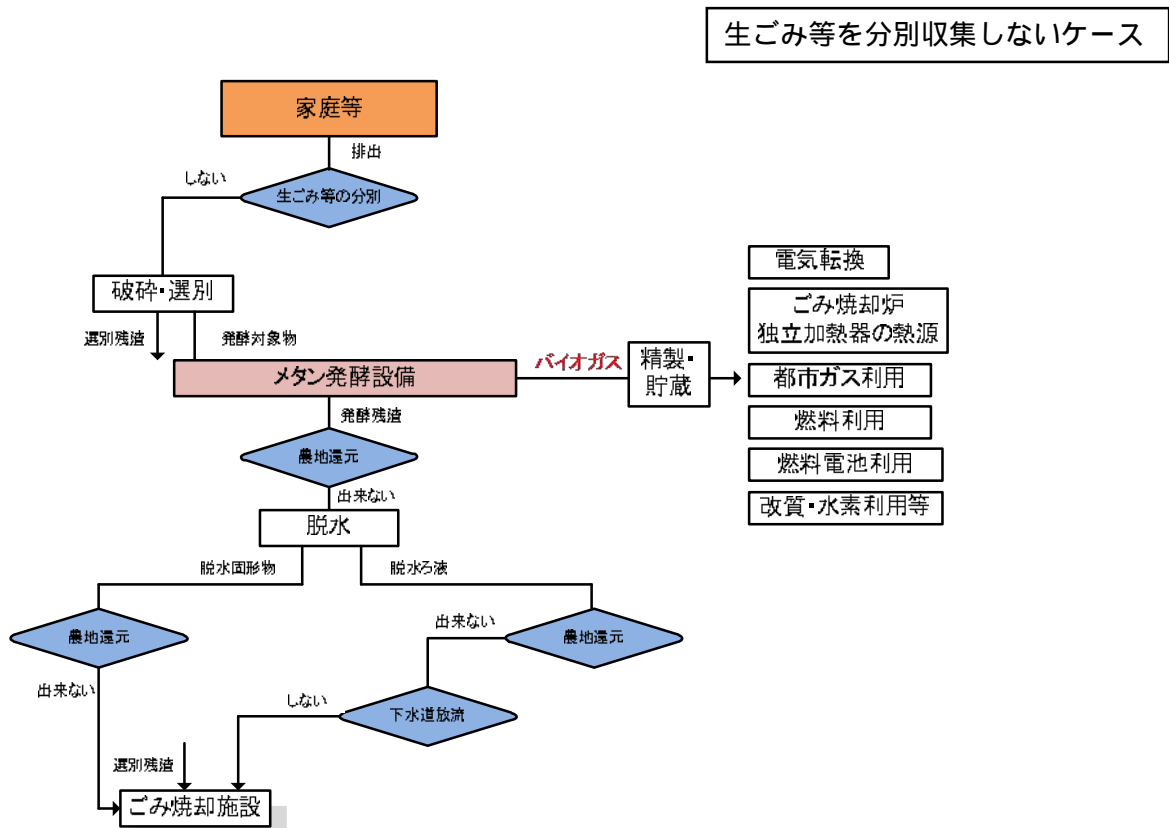 生ごみ等を分別収集しないケース
家庭等
排出
しない
生ごみ等の分別
破砕・選別
選別残渣
発酵対象物
メタン発酵設備
バイオガス
精製・
貯蔵
電気転換
ごみ焼却炉
独立加熱器の熱源
都市ガス利用
燃料利用
燃料電池利用
改質・水素利用等
発酵残渣
農地還元
出来ない
脱水
脱水固形物
脱水ろ液
農地還元
出来ない
農地還元
出来ない
しない
下水道放流
選別残渣
ごみ焼却施設